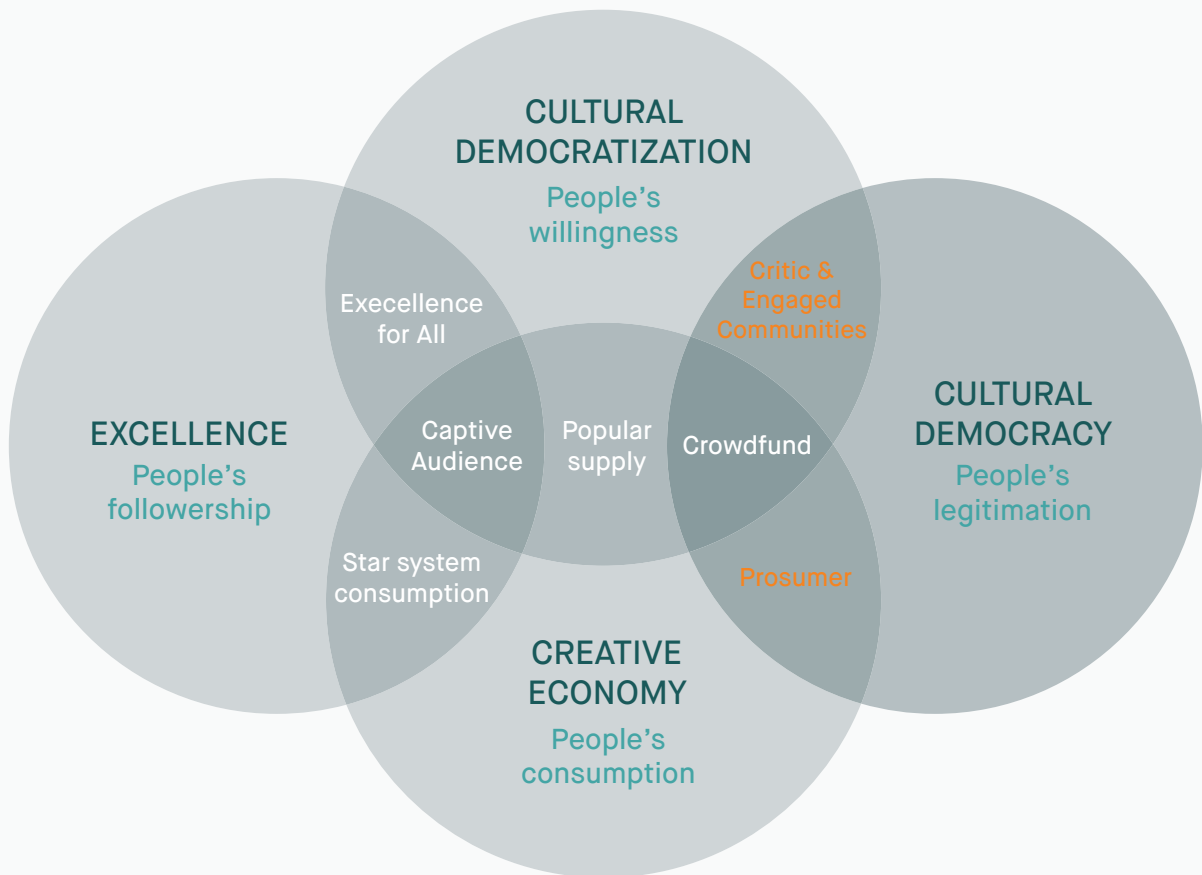 CULTURAL
DEMOCRATIZATION
People's
willingness
Critic &
Engaged
Communities
Execellence
for All
EXCELLENCE
People's
followership
Captive
Audience
Popular
supply
Crowdfund
CULTURAL
DEMOCRACY
People's
legitimation
Star system
consumption
Prosumer
CREATIVE
ECONOMY
People's
consumption